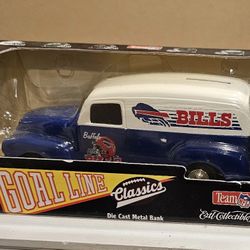 BILLS
Buffalo
GOAL LINE
Classics
Die Cast Metal Bank
Team
Ertl Collectibles